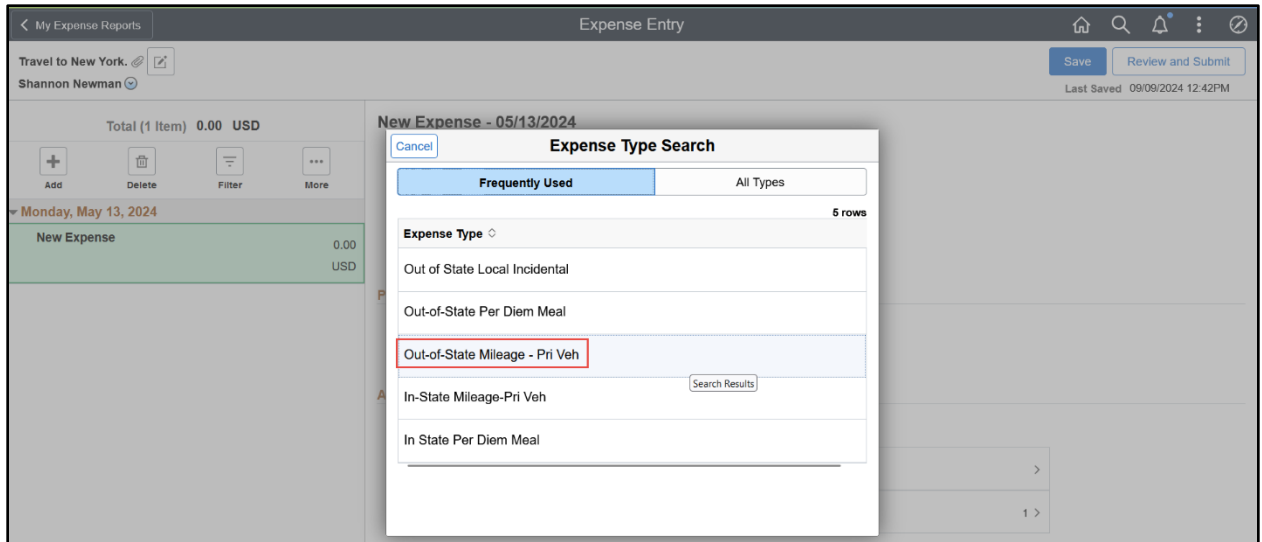 My Expense Reports
Expense Entry
Travel to New York.
Shannon Newman
Save
Review and Submit
Last Saved 09/09/2024 12:42PM
Total (1 Item) 0.00 USD
Add
Delete
Filter
More
Monday, May 13, 2024
New Expense
0.00
USD
New Expense - 05/13/2024
Cancel
Expense Type Search
Frequently Used
All Types
5 rows
Expense Type
Out of State Local Incidental
Out-of-State Per Diem Meal
Out-of-State Mileage - Pri Veh
Search Results
In-State Mileage-Pri Veh
In State Per Diem Meal
P
A
1